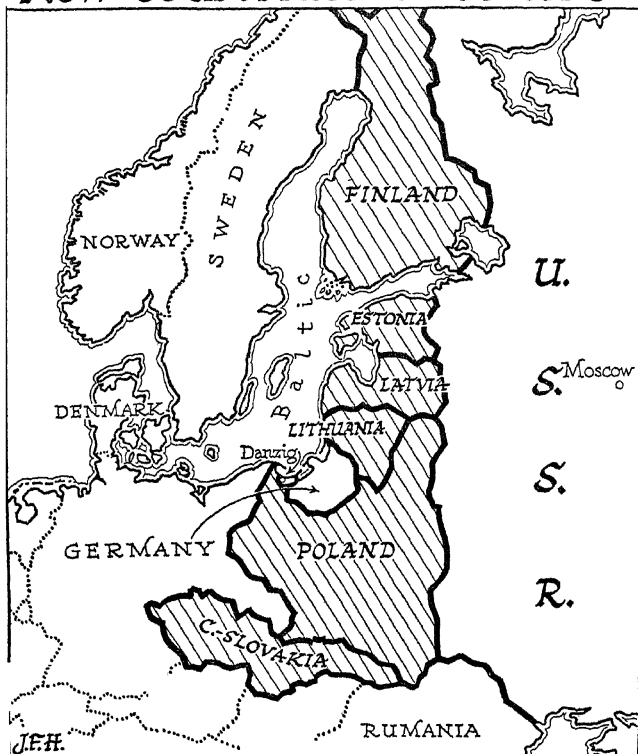 FINLAND
SWEDEN
NORWAY
U.
Baltic
ESTONIA
S.
Moscow
LATVIA
DENMARK
LITHUANIA
Danzig
S.
GERMANY
POLAND
R.
C.-SLOVAKIA
J.F.H.
RUMANIA